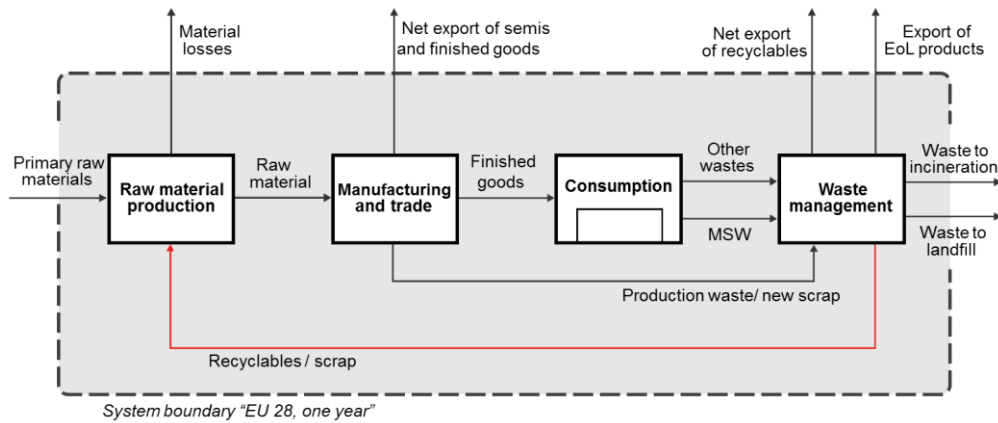 Material
losses
Net export of semis
and finished goods
Net export
of recyclables
Export of
EoL products
Primary raw
materials
Raw material
production
Raw
material
Manufacturing
and trade
Finished
goods
Consumption
Other
wastes
MSW
Waste
management
Waste to
incineration
Waste to
landfill
Production waste/ new scrap
Recyclables / scrap
System boundary “EU 28, one year”